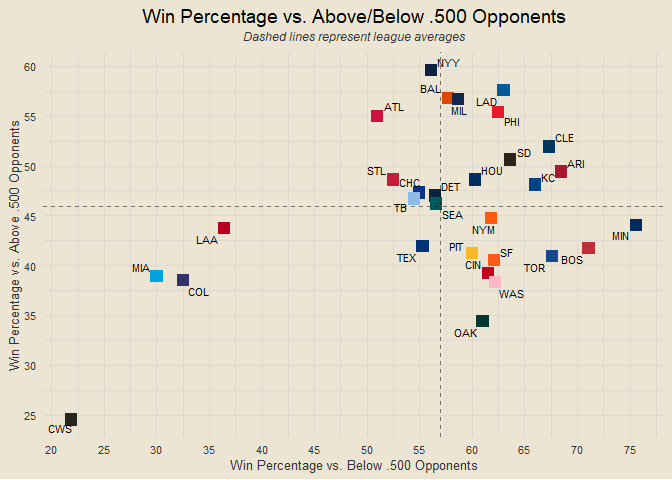 Win Percentage vs. Above/Below .500 Opponents
Dashed lines represent league averages
Win Percentage vs. Above .500 Opponents
60
55
50
45
40
35
30
25
NYY
BAL
MIL
LAD
PHI
ATL
CLE
SD
ARI
STL
CHC
HOU
DET
KC
TB
SEA
NYM
LAA
MIN
TEX
PIT
SF
BOS
CIN
TOR
MIA
COL
WAS
OAK
CWS
20 25 30 35 40 45 50 55 60 65 70 75
Win Percentage vs. Below .500 Opponents